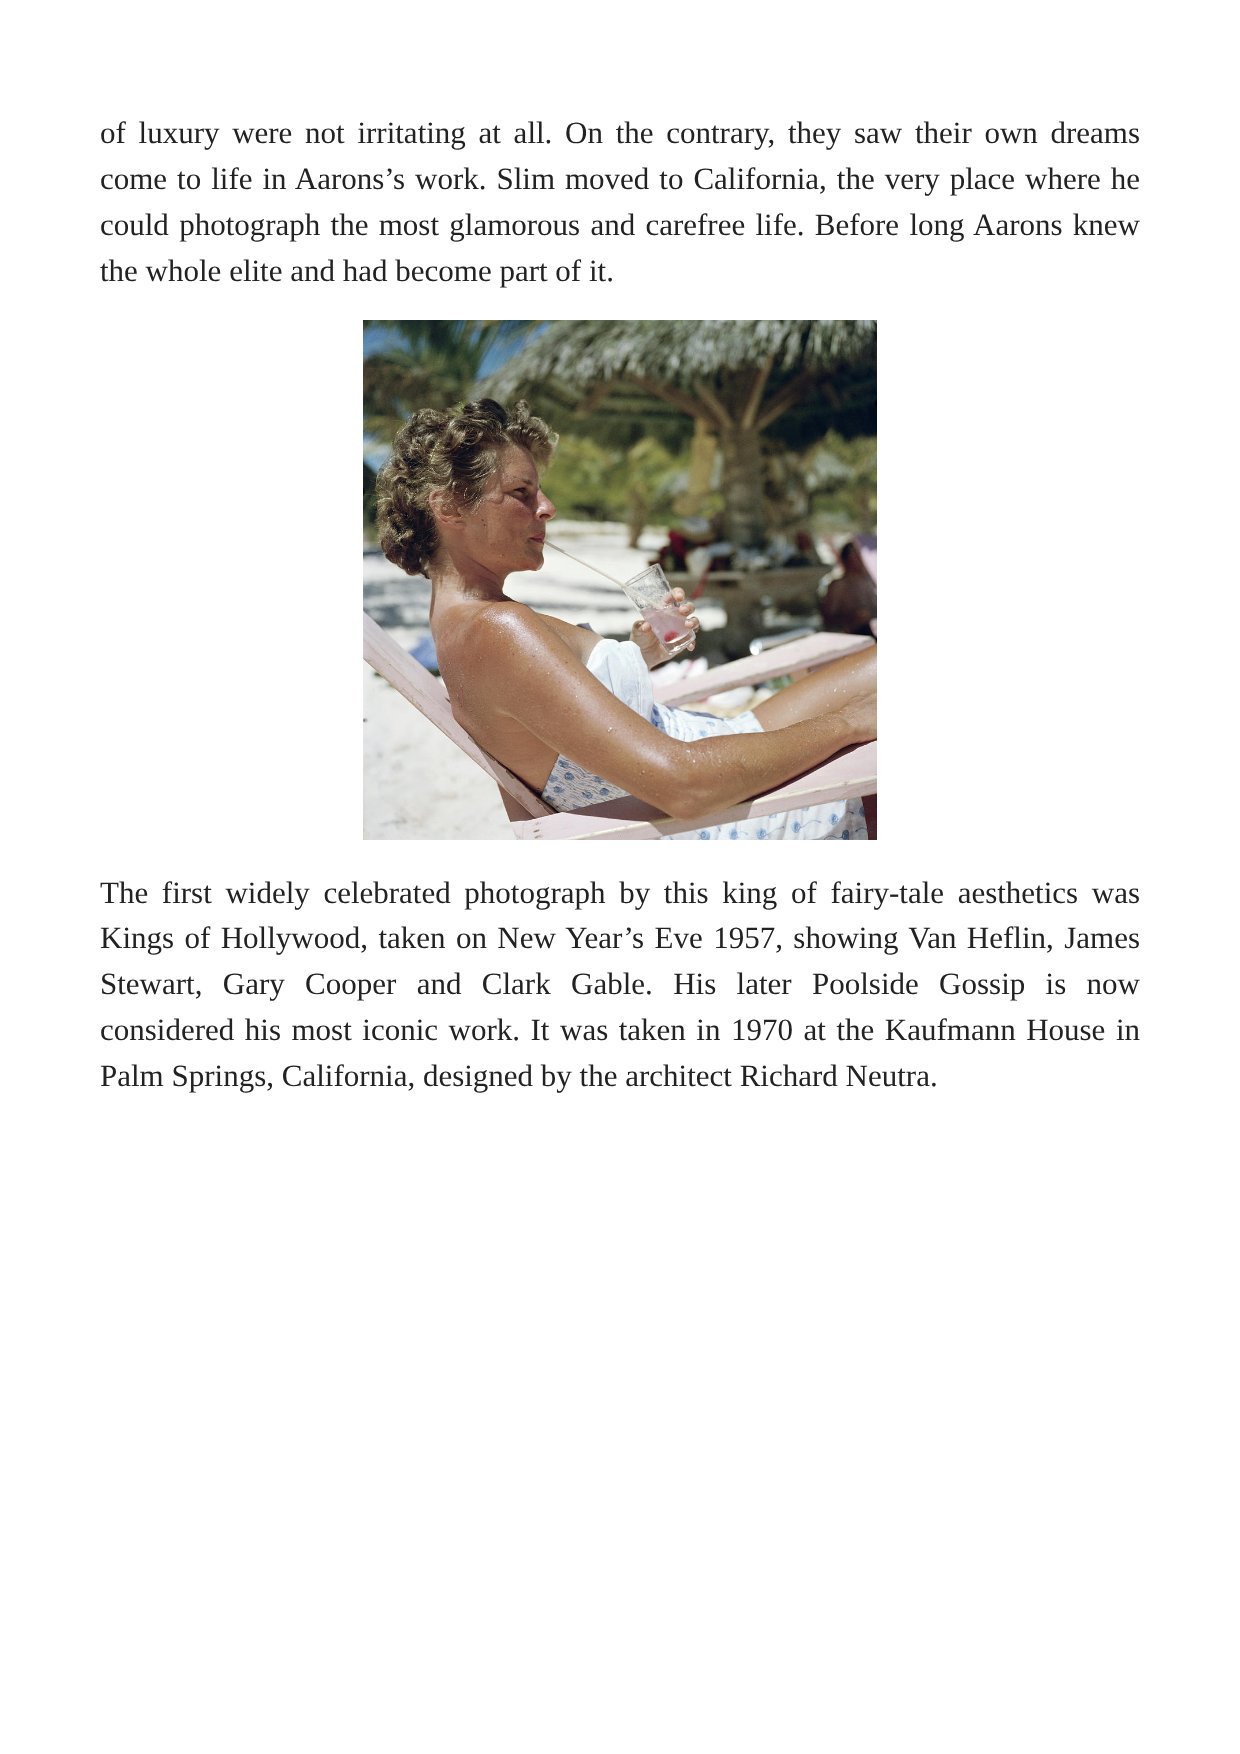 of luxury were not irritating at all. On the contrary, they saw their own dreams
come to life in Aarons’s work. Slim moved to California, the very place where he
could photograph the most glamorous and carefree life. Before long Aarons knew
the whole elite and had become part of it.
The first widely celebrated photograph by this king of fairy-tale aesthetics was
Kings of Hollywood, taken on New Year’s Eve 1957, showing Van Heflin, James
Stewart, Gary Cooper and Clark Gable. His later Poolside Gossip is now
considered his most iconic work. It was taken in 1970 at the Kaufmann House in
Palm Springs, California, designed by the architect Richard Neutra.